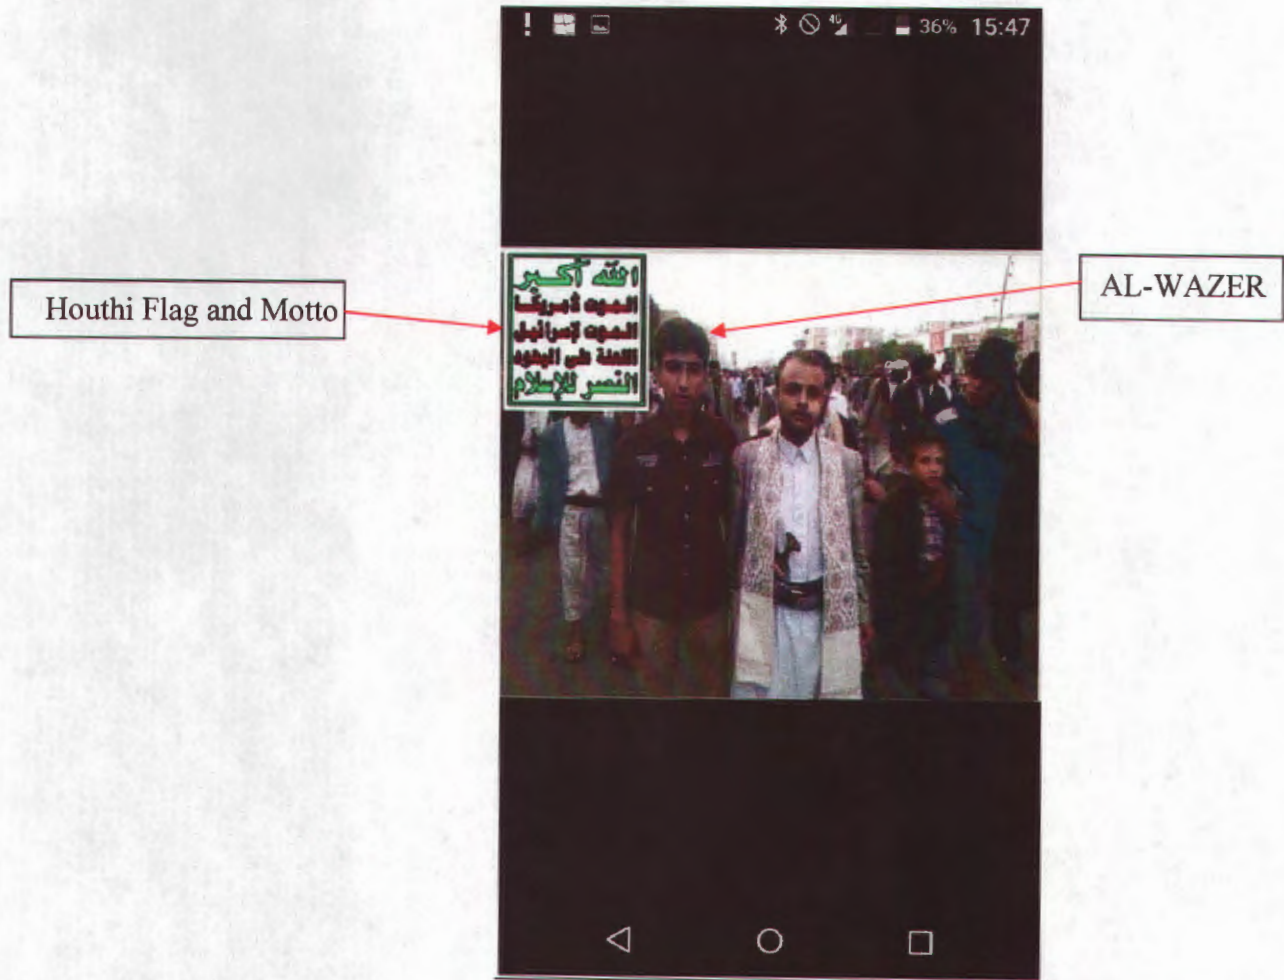 36% 15:47
Houthi Flag and Motto
AL-WAZER
الله أكبر
الموت لأمريكا
الموت لإسرائيل
اللعنة على اليهود
النصر للإسلام